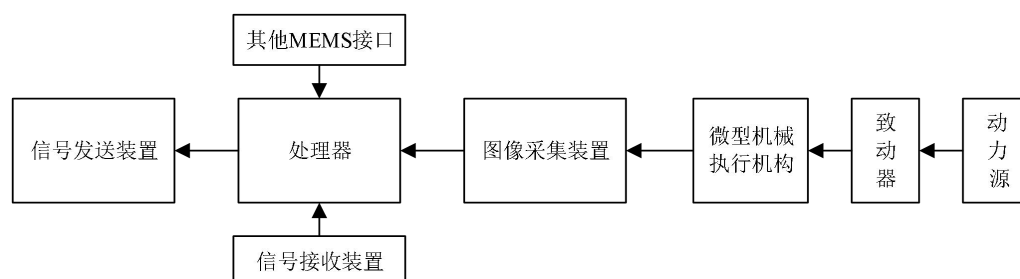 其他MEMS接口
信号发送装置
处理器
图像采集装置
微型机械
执行机构
致
动
器
动
力
源
信号接收装置